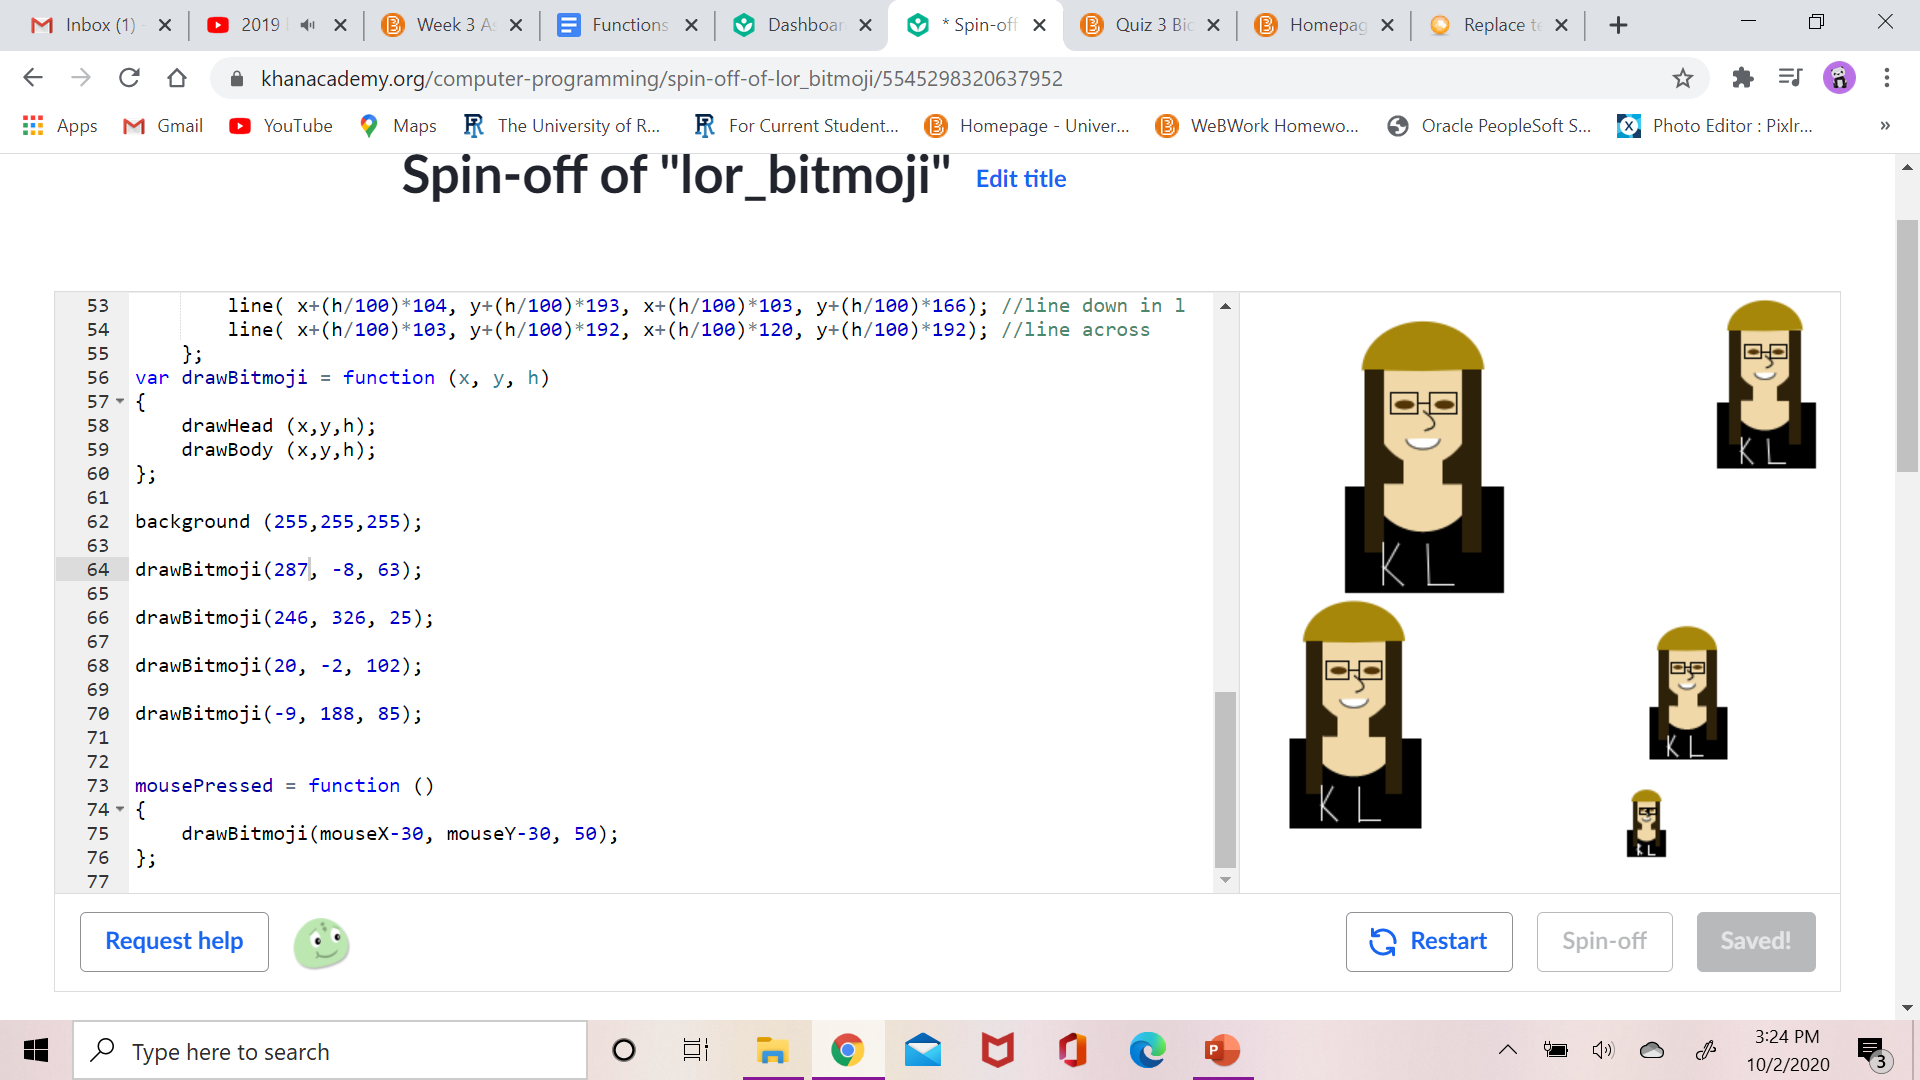 Inbox (1)
2019
Week 3 As
Functions
Dashboar
* Spin-off
Quiz 3 Bio
Homepag
Replace te
khanacademy.org/computer-programming/spin-off-of-lor_bitmoji/5545298320637952
Apps
Gmail
YouTube
Maps
The University of R...
For Current Student...
Homepage - Univer...
WeBWork Homewo...
Oracle PeopleSoft S...
Photo Editor : Pixlr...
»
Spin-off of "lor_bitmoji"
Edit title
53 line( x+(h/100)*104, y+(h/100)*193, x+(h/100)*103, y+(h/100)*166); //line down in l
54 line( x+(h/100)*103, y+(h/100)*192, x+(h/100)*120, y+(h/100)*192); //line across
55 };
56 var drawBitmoji = function (x, y, h)
57 {
58 drawHead (x,y,h);
59 drawBody (x,y,h);
60 };
61
62 background (255,255,255);
63
64 drawBitmoji(287, -8, 63);
65
66 drawBitmoji(246, 326, 25);
67
68 drawBitmoji(20, -2, 102);
69
70 drawBitmoji(-9, 188, 85);
71
72
73 mousePressed = function ()
74 {
75 drawBitmoji(mouseX-30, mouseY-30, 50);
76 };
77
K L
K L
K L
K L
K L
Request help
Restart
Spin-off
Saved!
Type here to search
3:24 PM
10/2/2020
3